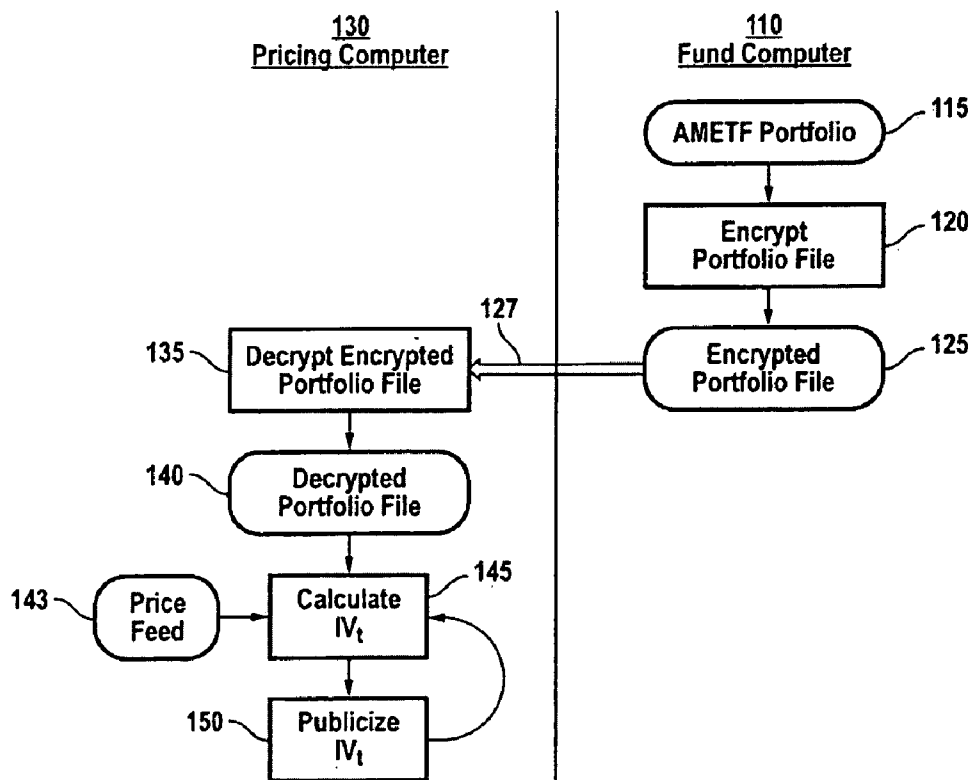 130
Pricing Computer
110
Fund Computer
115
AMETF Portfolio
120
Encrypt
Portfolio File
127
125
Encrypted
Portfolio File
135
Decrypt Encrypted
Portfolio File
140
Decrypted
Portfolio File
145
143
Price
Feed
Calculate
IVt
150
Publicize
IVt